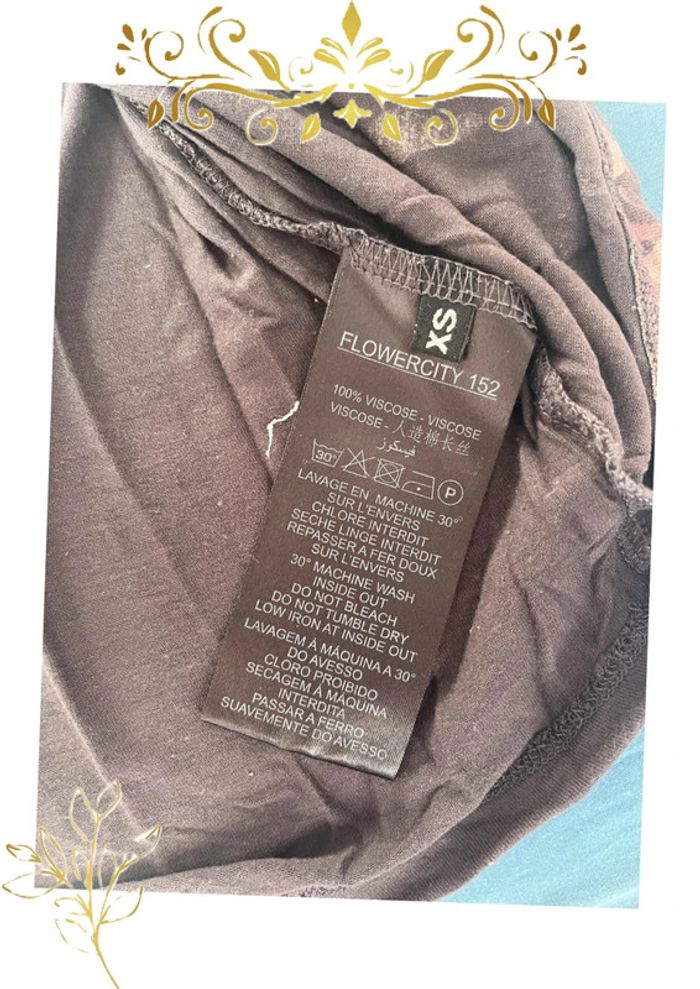 XS
FLOWERCITY 152
100% VISCOSE - VISCOSE
VISCOSE - 人造棉长丝
فيسكوز
30° P
LAVAGE EN MACHINE 30°
SUR L'ENVERS
CHLORE INTERDIT
SECHE LINGE INTERDIT
REPASSER A FER DOUX
SUR L'ENVERS
30° MACHINE WASH
INSIDE OUT
DO NOT BLEACH
DO NOT TUMBLE DRY
LOW IRON AT INSIDE OUT
LAVAGEM À MÁQUINA A 30°
DO AVESSO
CLORO PROIBIDO
SECAGEM À MÁQUINA
INTERDITA
PASSAR A FERRO
SUAVEMENTE DO AVESSO